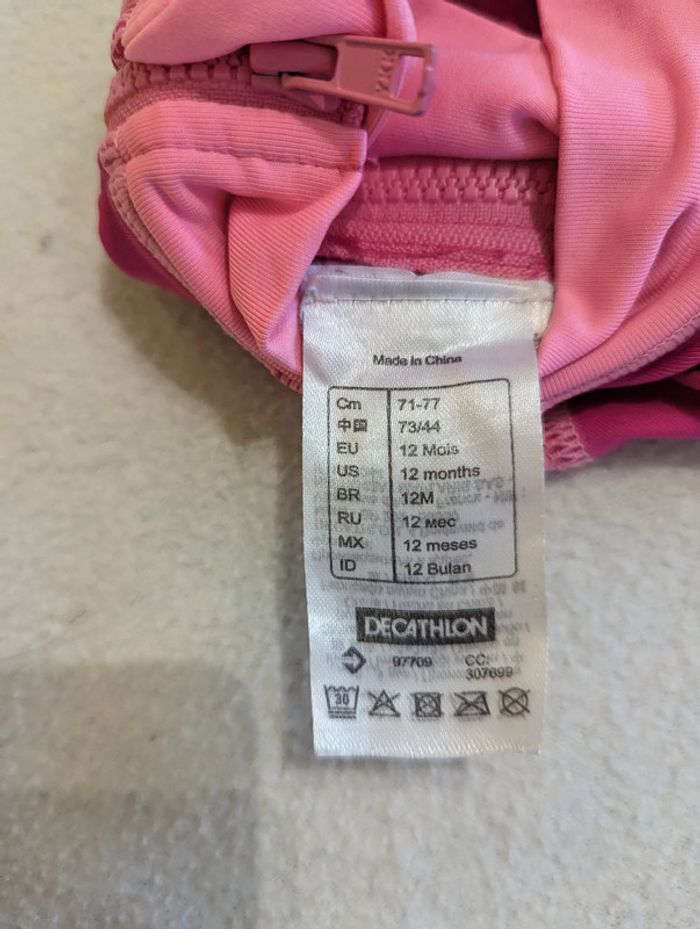 YKK
Made in China
Cm 71-77
中国 73/44
EU 12 Mois
US 12 months
BR 12M
RU 12 мес
MX 12 meses
ID 12 Bulan
DECATHLON
97709 CC:
307699
30